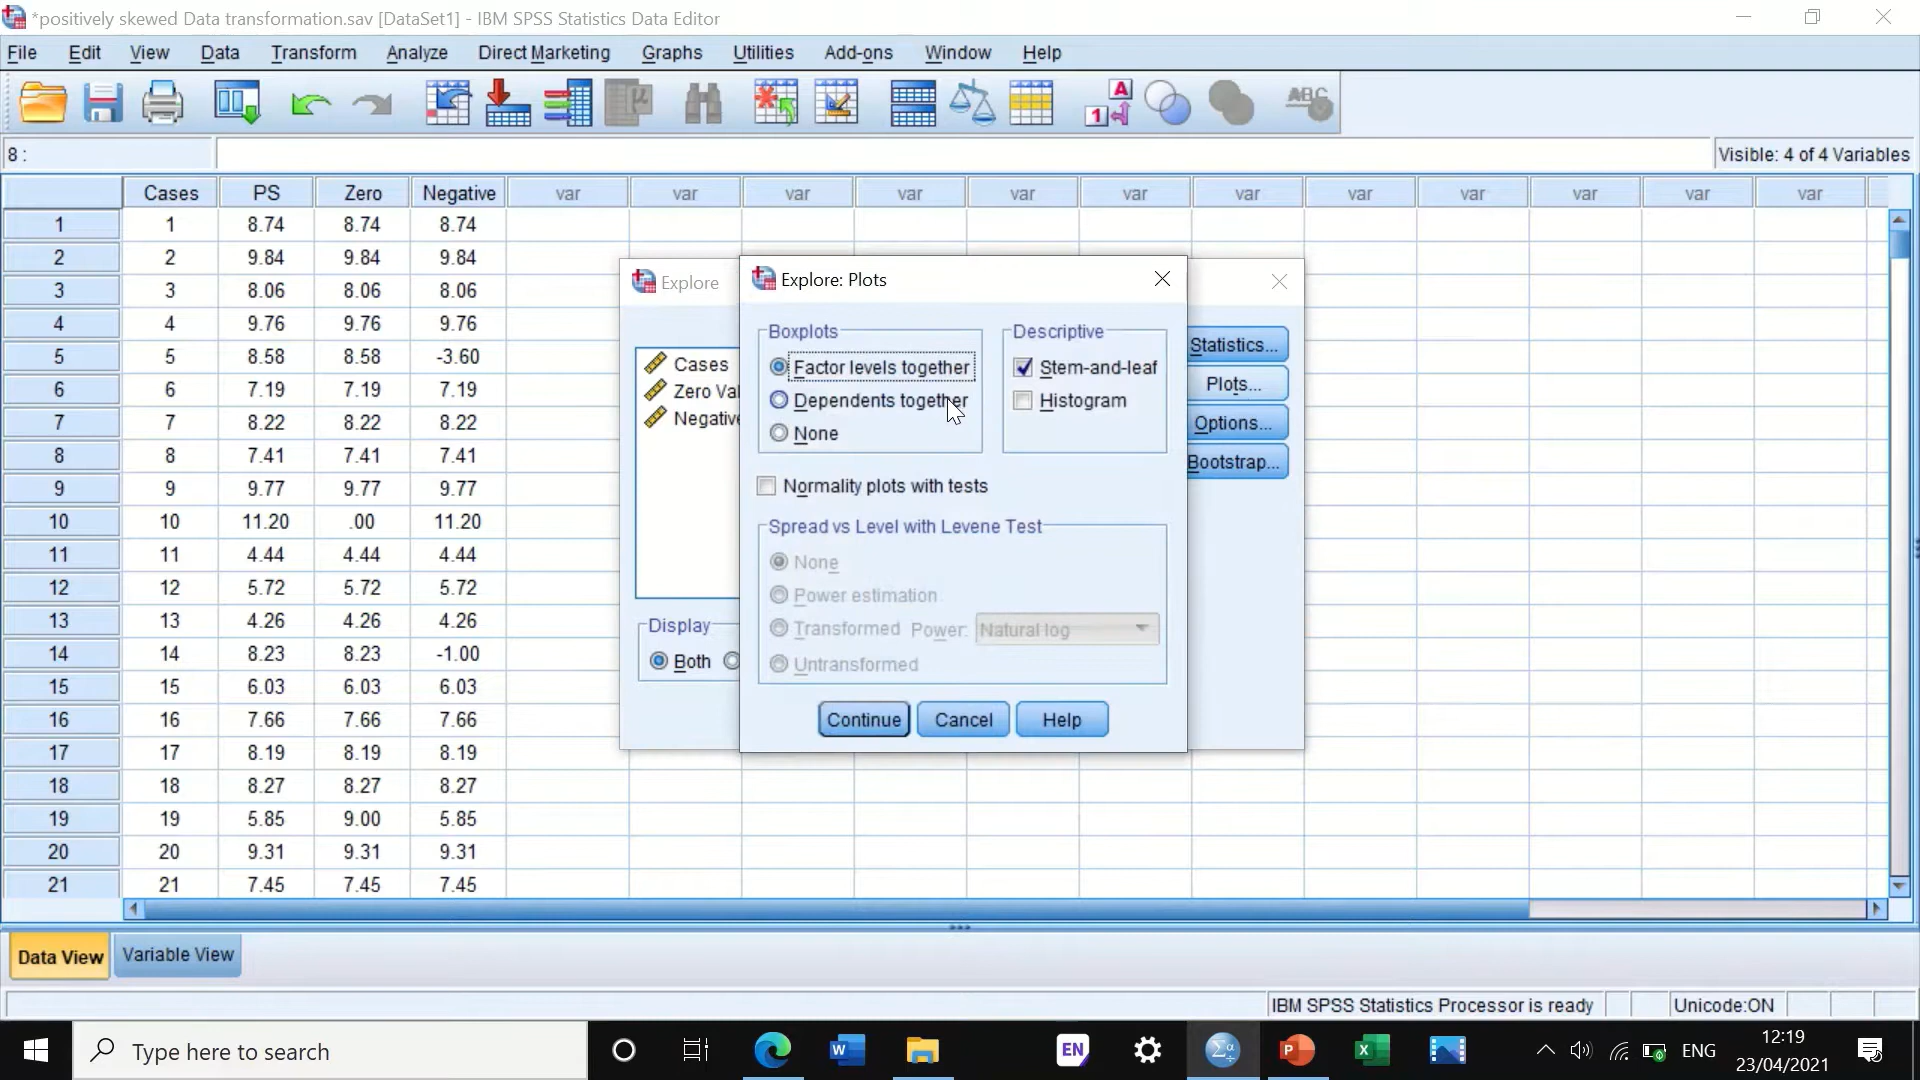 *positively skewed Data transformation.sav [DataSet1] - IBM SPSS Statistics Data Editor
File Edit View Data Transform Analyze Direct Marketing Graphs Utilities Add-ons Window Help
8 :
Visible: 4 of 4 Variables
Cases PS Zero Negative var var var var var var var var var var var var
1 1 8.74 8.74 8.74
2 2 9.84 9.84 9.84
3 3 8.06 8.06 8.06
4 4 9.76 9.76 9.76
5 5 8.58 8.58 -3.60
6 6 7.19 7.19 7.19
7 7 8.22 8.22 8.22
8 8 7.41 7.41 7.41
9 9 9.77 9.77 9.77
10 10 11.20 .00 11.20
11 11 4.44 4.44 4.44
12 12 5.72 5.72 5.72
13 13 4.26 4.26 4.26
14 14 8.23 8.23 -1.00
15 15 6.03 6.03 6.03
16 16 7.66 7.66 7.66
17 17 8.19 8.19 8.19
18 18 8.27 8.27 8.27
19 19 5.85 9.00 5.85
20 20 9.31 9.31 9.31
21 21 7.45 7.45 7.45
Explore
Cases
Zero Val
Negative
Display
Both
Statistics...
Plots...
Options...
Bootstrap...
Explore: Plots
Boxplots
Factor levels together
Dependents together
None
Descriptive
Stem-and-leaf
Histogram
Normality plots with tests
Spread vs Level with Levene Test
None
Power estimation
Transformed Power: Natural log
Untransformed
Continue Cancel Help
Data View Variable View
IBM SPSS Statistics Processor is ready Unicode:ON
Type here to search
EN
ENG
12:19
23/04/2021